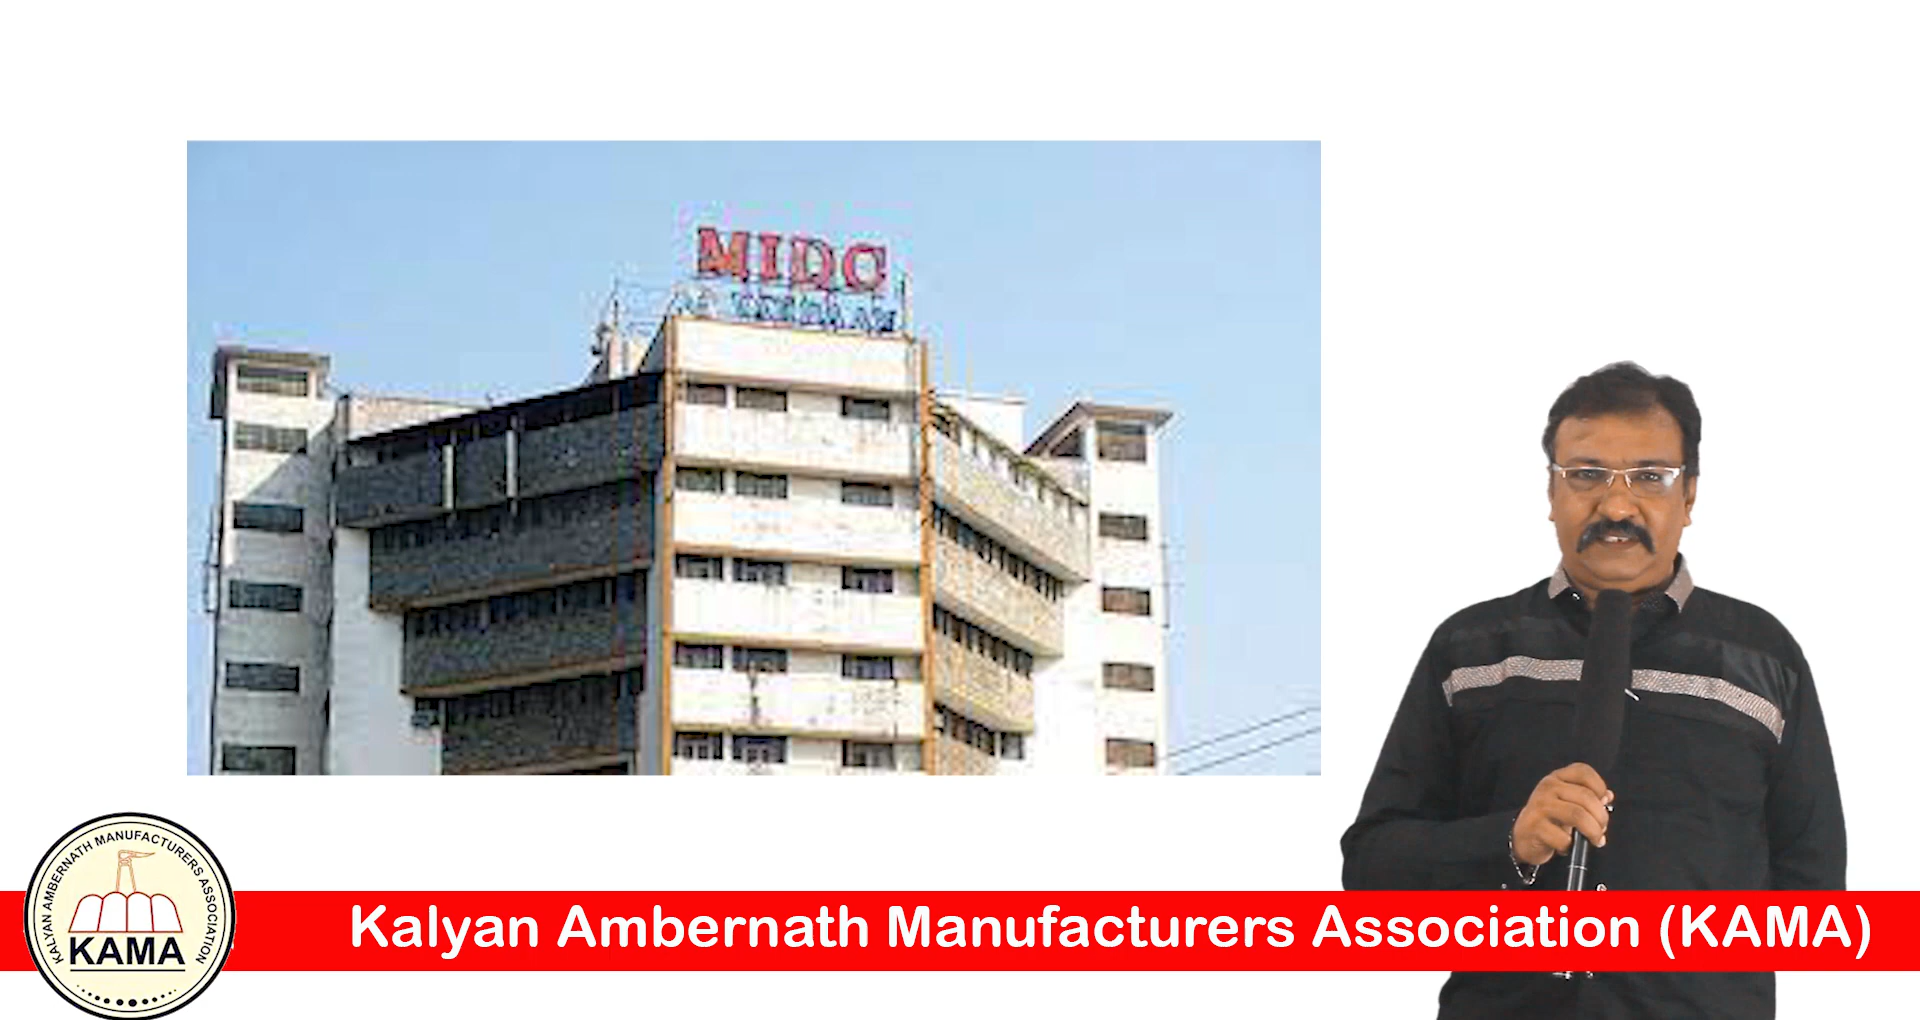 MIDC
KALYAN AMBERNATH MANUFACTURERS ASSOCIATION
KAMA
Kalyan Ambernath Manufacturers Association (KAMA)